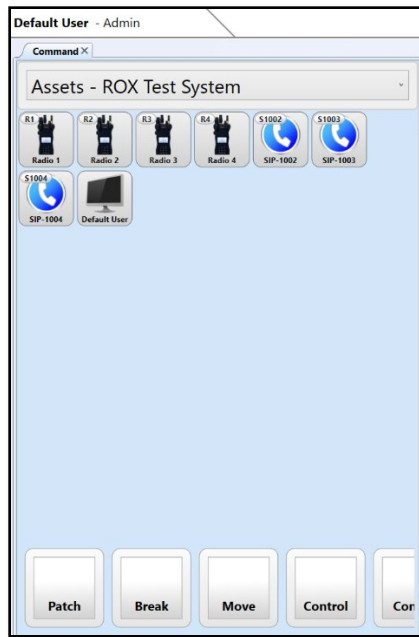 Default User - Admin
Command ×
Assets - ROX Test System
R1 R2 R3 R4 S1002 S1003
Radio 1 Radio 2 Radio 3 Radio 4 SIP-1002 SIP-1003
S1004
SIP-1004 Default User
Patch Break Move Control Con